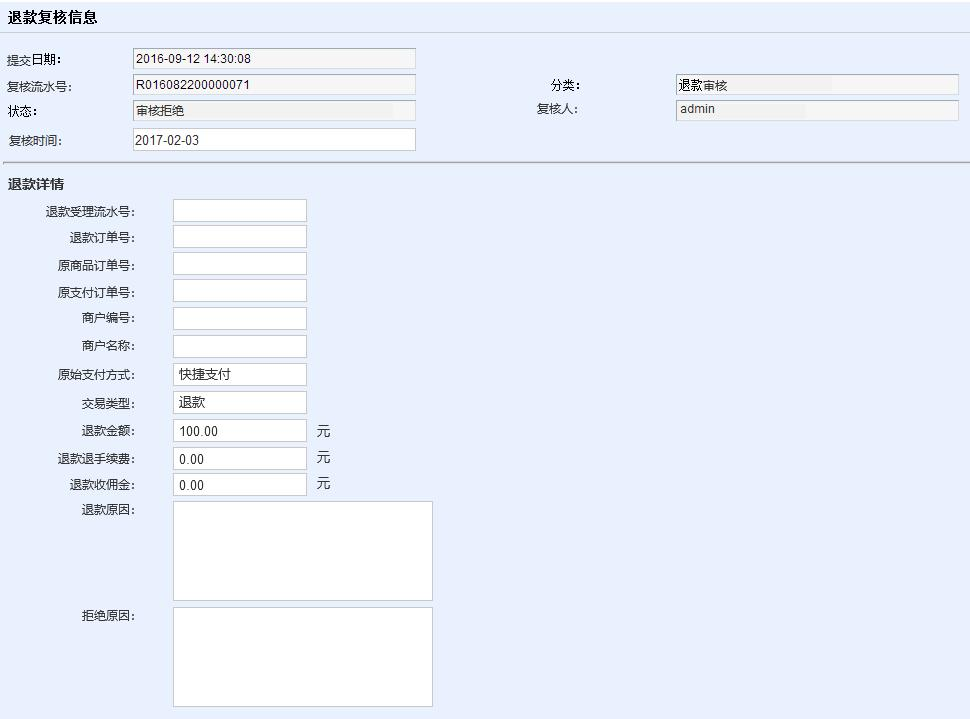 退款复核信息
提交日期： 2016-09-12 14:30:08
复核流水号： R016082200000071 分类： 退款审核
状态： 审核拒绝 复核人： admin
复核时间： 2017-02-03
退款详情
退款受理流水号：
退款订单号：
原商品订单号：
原支付订单号：
商户编号：
商户名称：
原始支付方式： 快捷支付
交易类型： 退款
退款金额： 100.00 元
退款退手续费： 0.00 元
退款收佣金： 0.00 元
退款原因：
拒绝原因：